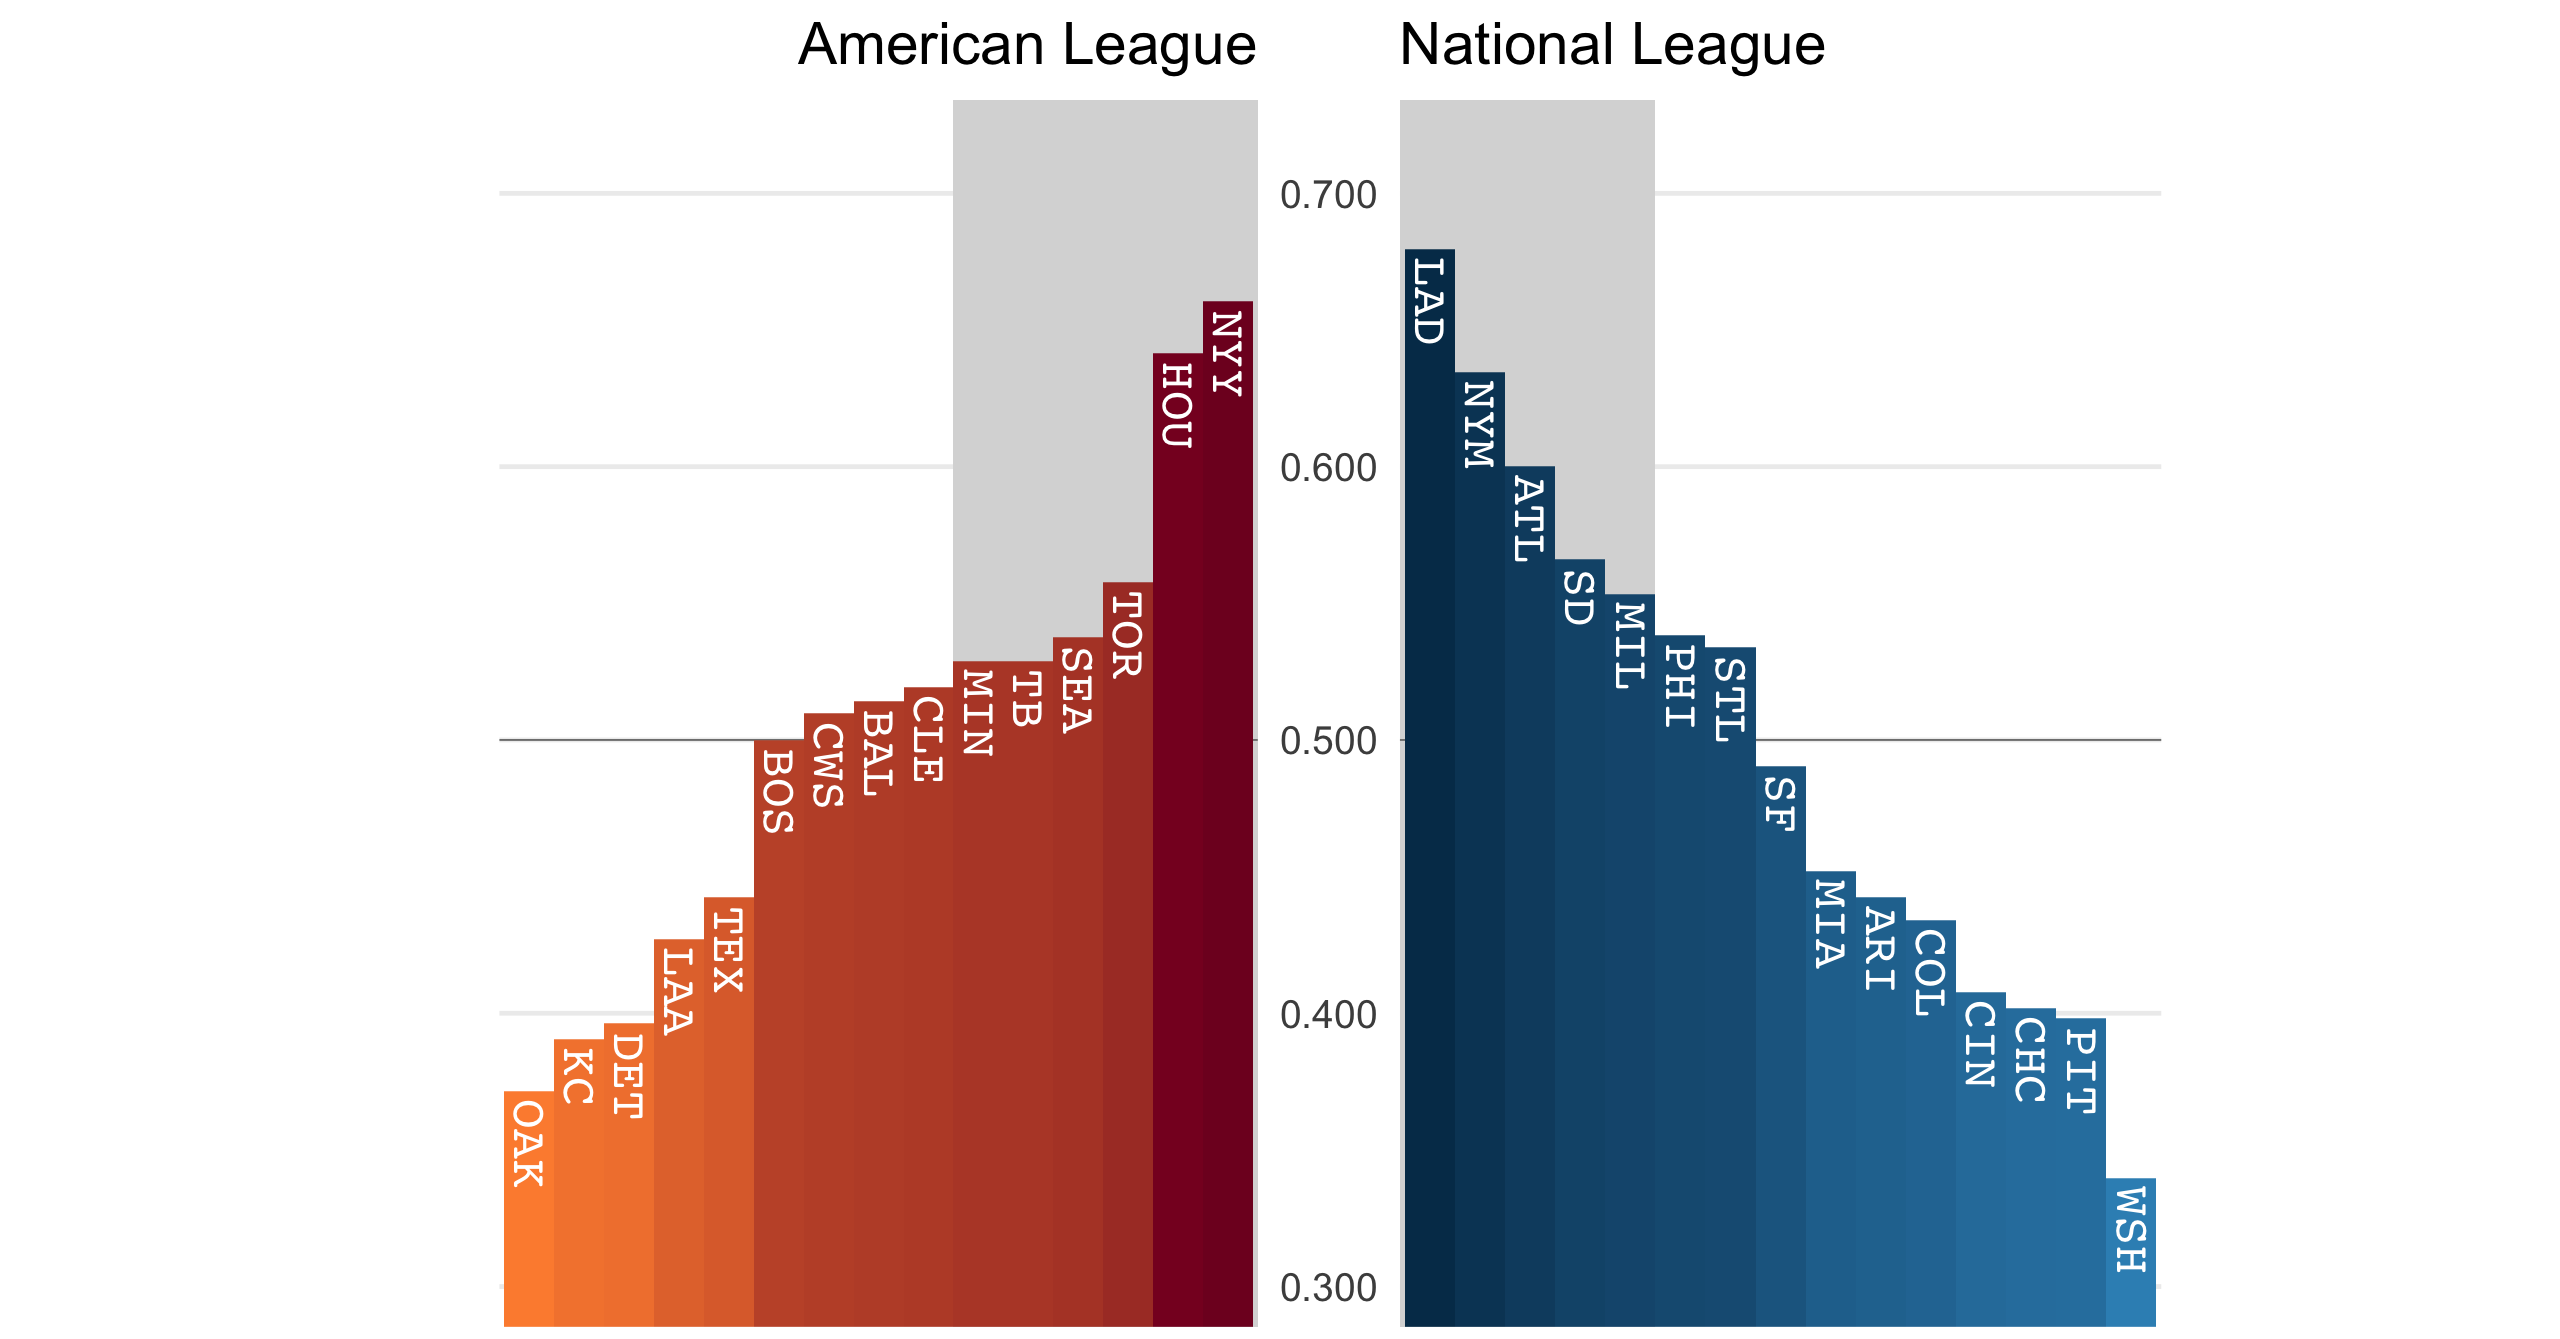 American League
National League
0.700
0.600
0.500
0.400
0.300
OAK
KC
DET
LAA
TEX
BOS
CWS
BAL
CLE
MIN
TB
SEA
TOR
HOU
NYY
LAD
NYM
ATL
SD
MIL
PHI
STL
SF
MIA
ARI
COL
CIN
CHC
PIT
WSH